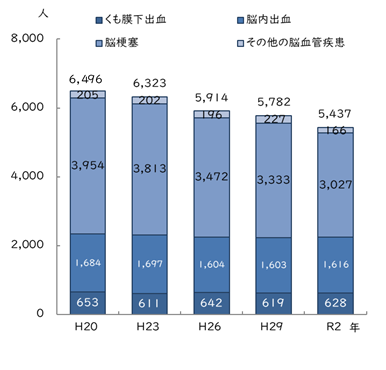 人
くも膜下出血 脳内出血
脳梗塞 その他の脳血管疾患
8,000
6,000
4,000
2,000
0
6,496 6,323 5,914 5,782 5,437
205 202 196 227 166
3,954 3,813 3,472 3,333 3,027
1,684 1,697 1,604 1,603 1,616
653 611 642 619 628
H20 H23 H26 H29 R2 年